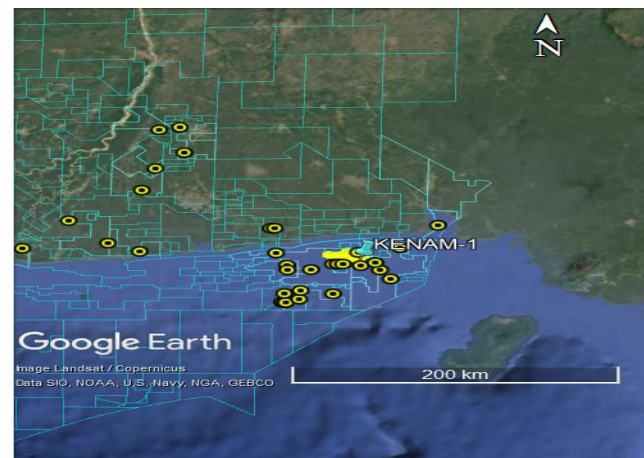 N
KENAM-1
Google Earth
Image Landsat / Copernicus
Data SIO, NOAA, U.S. Navy, NGA, GEBCO
200 km